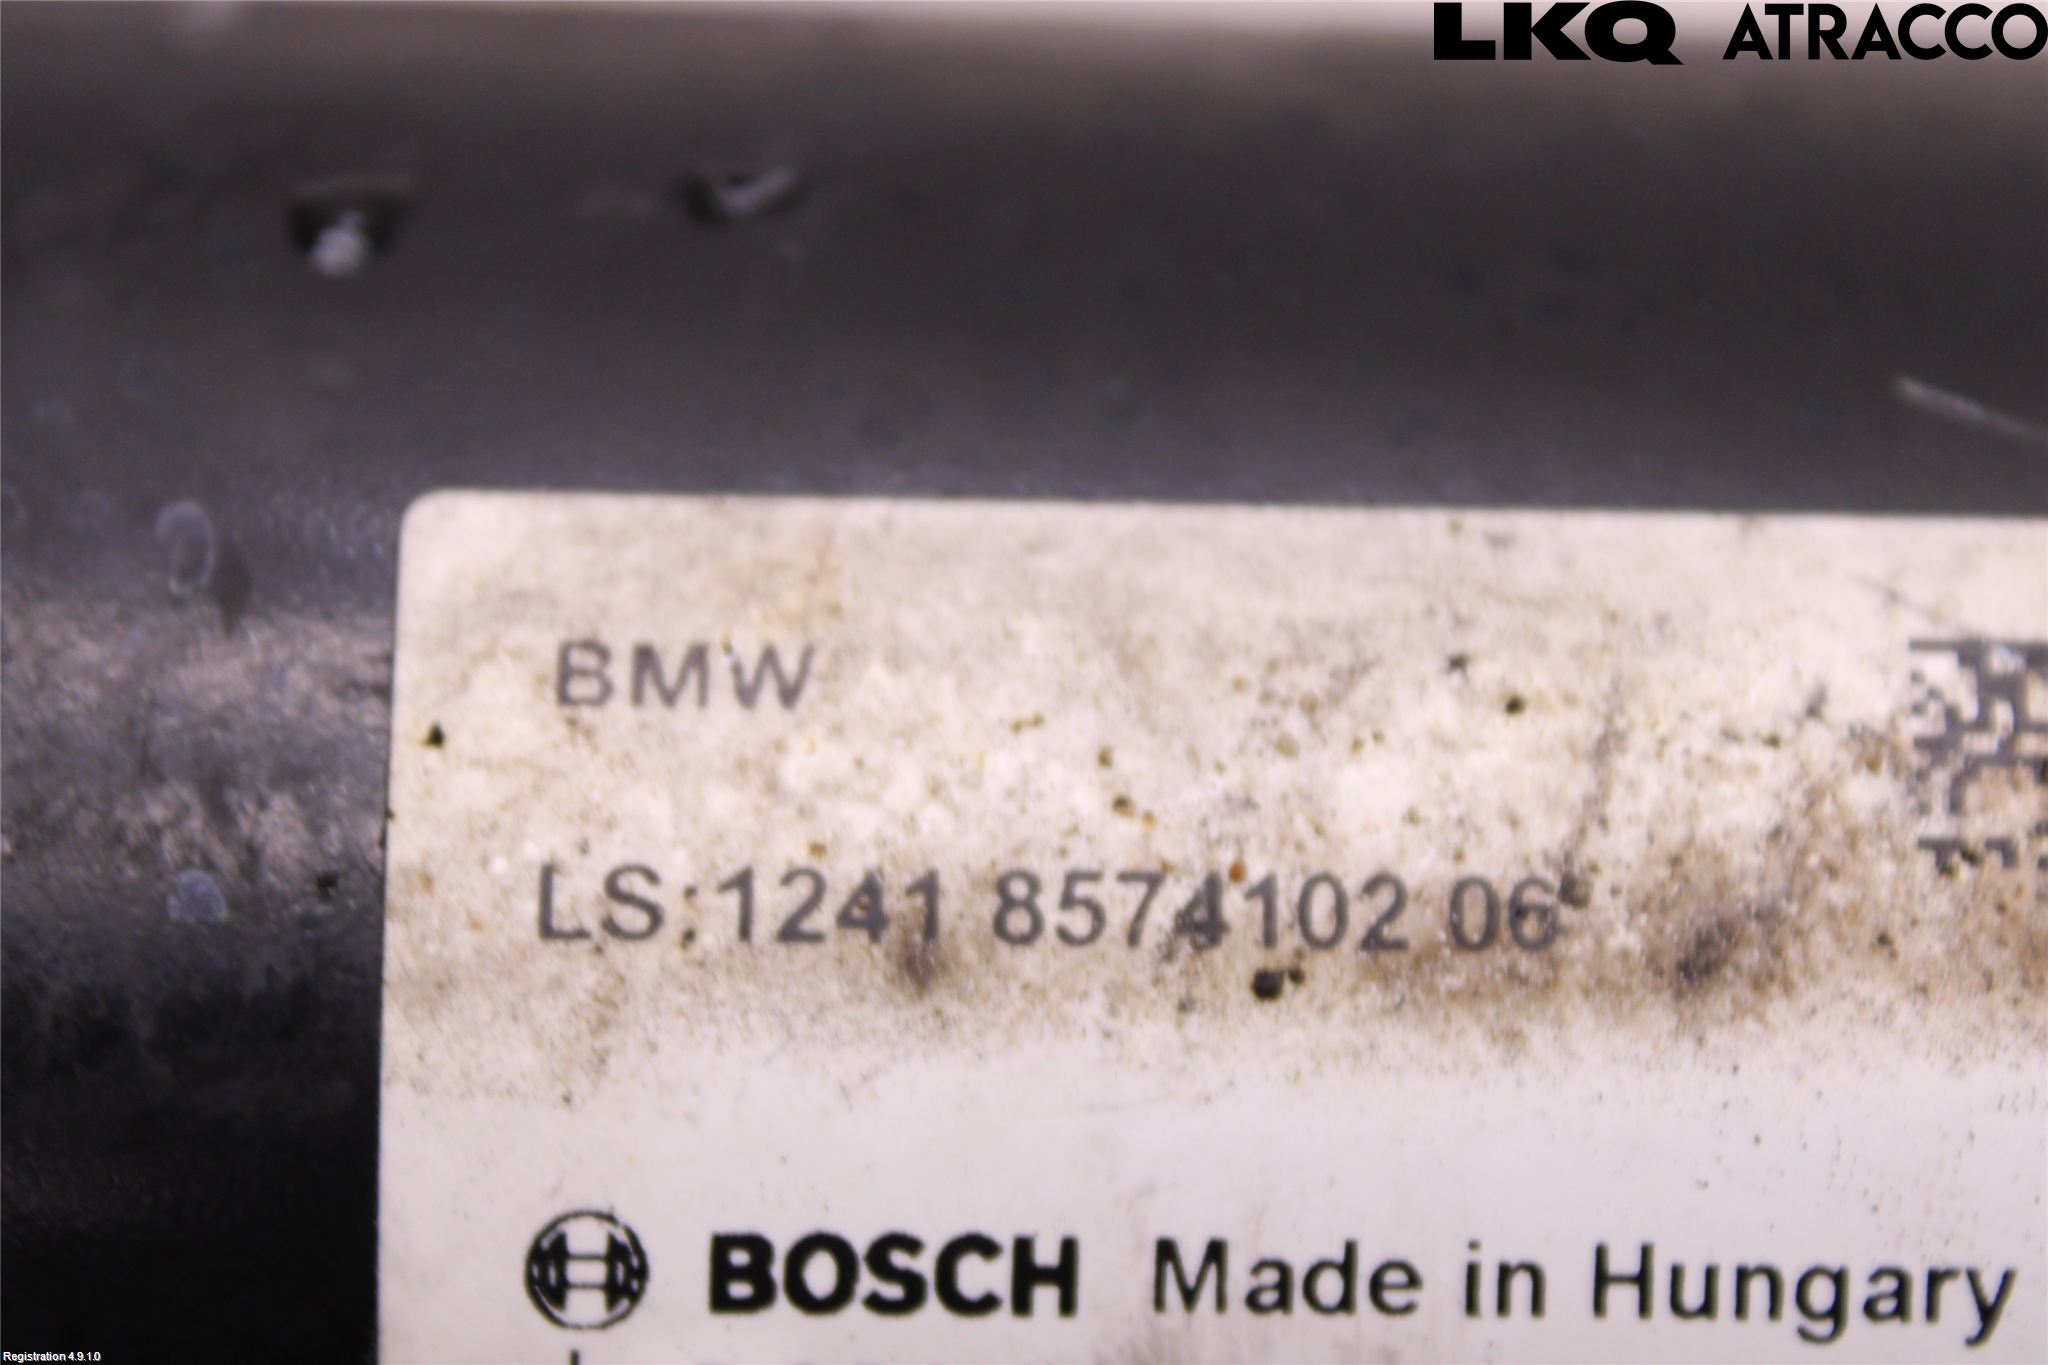 LKQ ATRACCO
BMW
LS:1241 8574102 06
BOSCH Made in Hungary
Registration 4.9.1.0